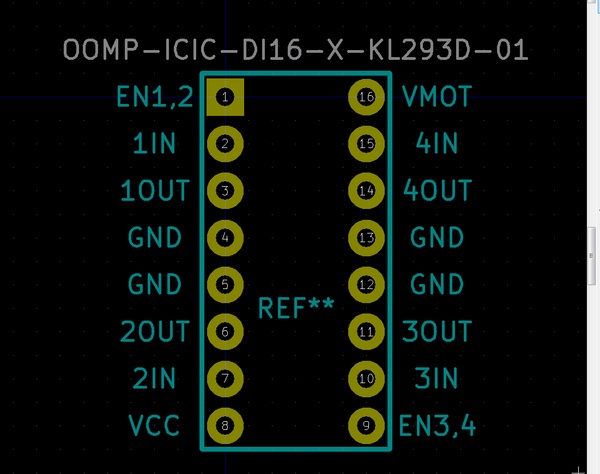 OOMP-ICIC-DI16-X-KL293D-01
EN1,2 1 16 VMOT
1IN 2 15 4IN
1OUT 3 14 4OUT
GND 4 13 GND
GND 5 12 GND
REF**
2OUT 6 11 3OUT
2IN 7 10 3IN
VCC 8 9 EN3,4